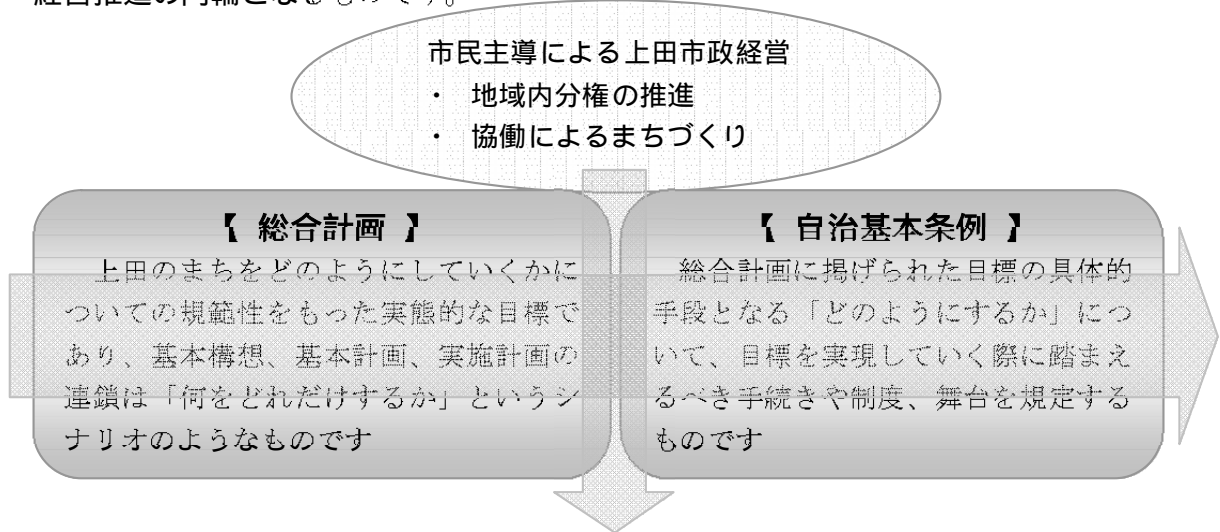 経営推進の両輪となるものです。
市民主導による上田市政経営
・ 地域内分権の推進
・ 協働によるまちづくり
【 総合計画 】
上田のまちをどのようにしていくかに
ついての規範性をもった実態的な目標で
あり、基本構想、基本計画、実施計画の
連鎖は「何をどれだけするか」というシ
ナリオのようなものです
【 自治基本条例 】
総合計画に掲げられた目標の具体的
手段となる「どのようにするか」につ
いて、目標を実現していく際に踏まえ
るべき手続きや制度、舞台を規定する
ものです